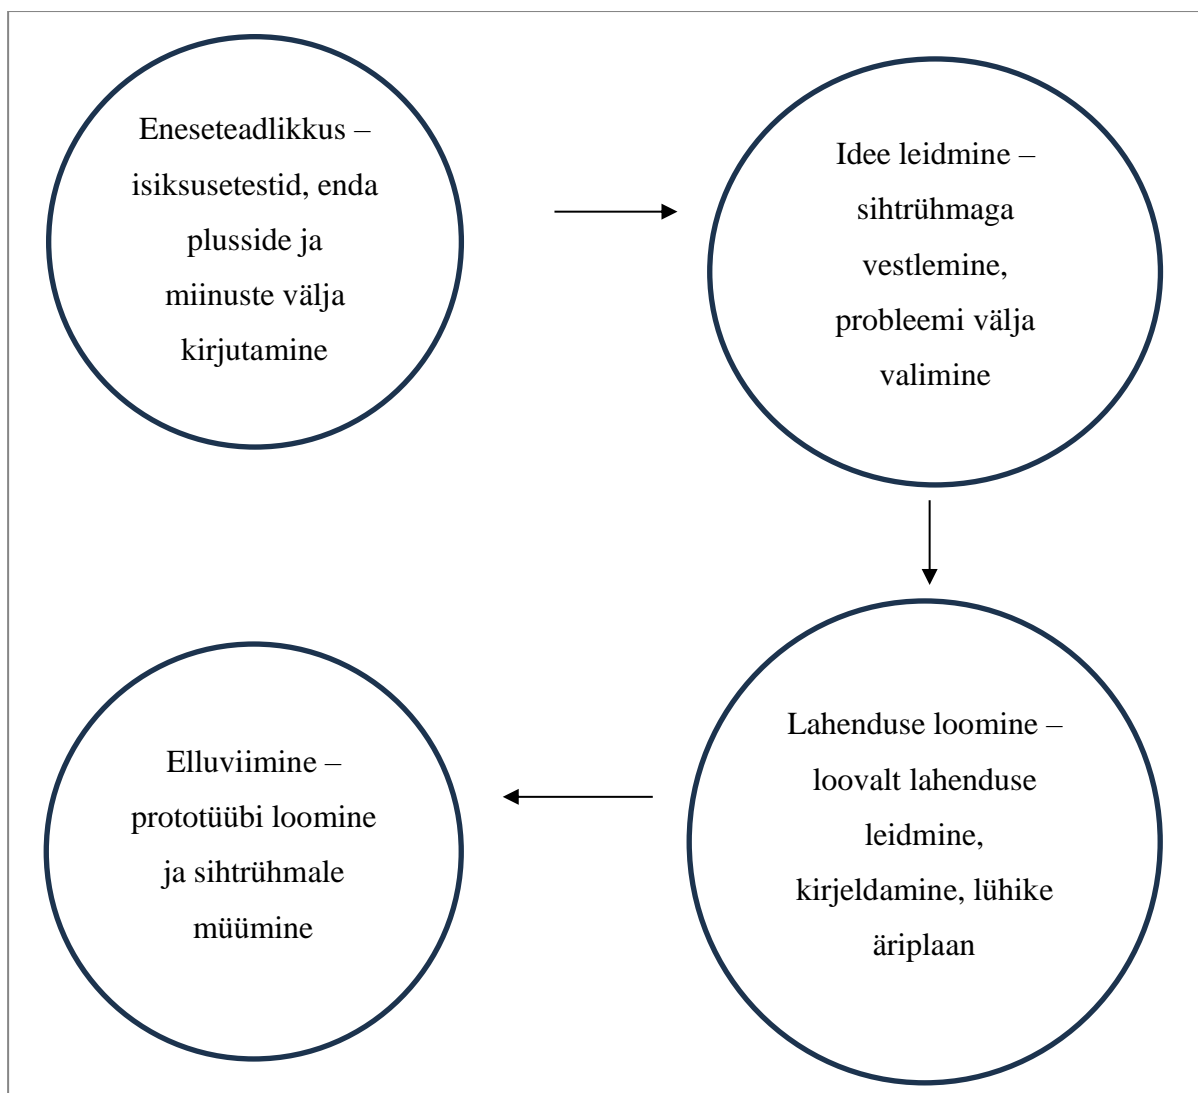 Eneseteadlikkus –
isiksusetestid, enda
plusside ja
miinuste välja
kirjutamine
Idee leidmine –
sihtrühmaga
vestlemine,
probleemi välja
valimine
Lahenduse loomine –
loovalt lahenduse
leidmine,
kirjeldamine, lühike
äriplaan
Elluviimine –
prototüübi loomine
ja sihtrühmale
müümine